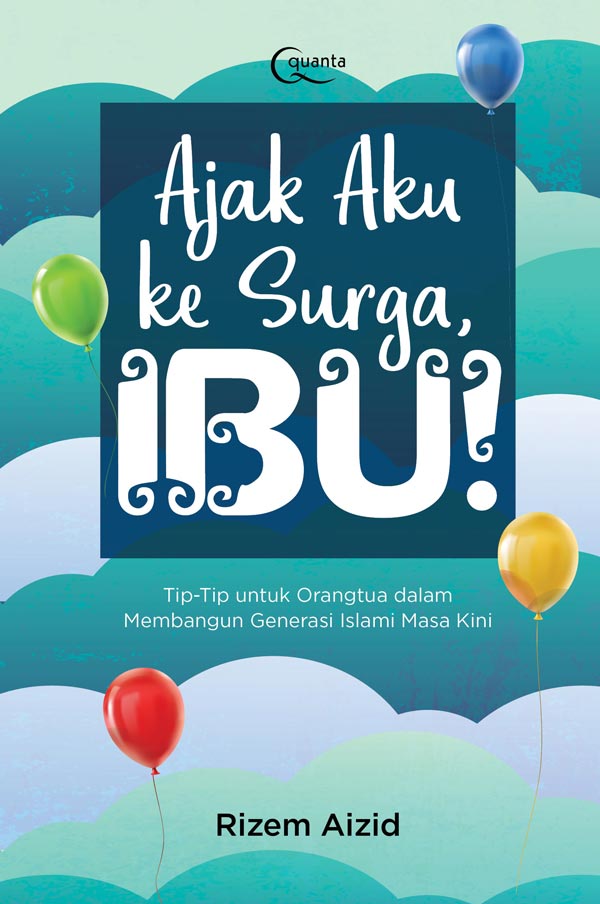 quanta
Ajak Aku
ke Surga,
IBU!
Tip-Tip untuk Orangtua dalam
Membangun Generasi Islami Masa Kini
Rizem Aizid